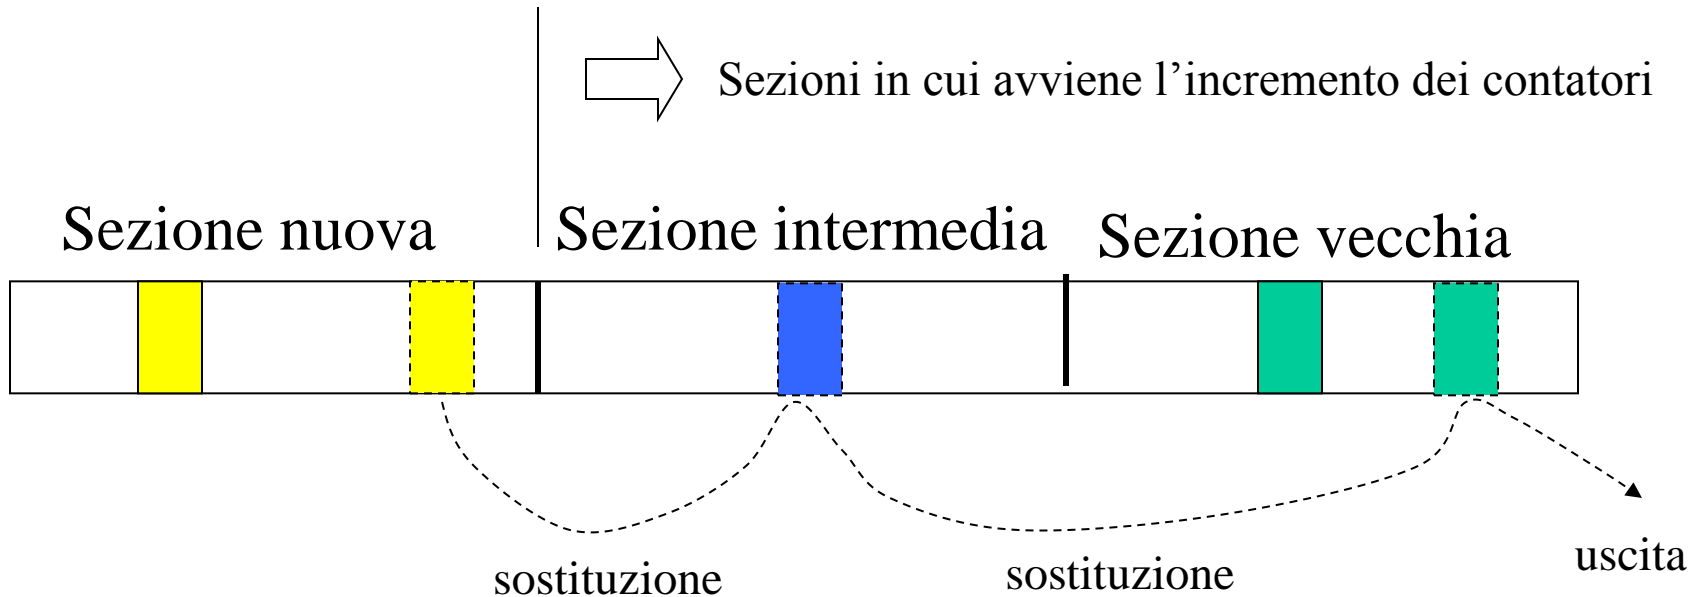 Sezioni in cui avviene l’incremento dei contatori
Sezione nuova
Sezione intermedia
Sezione vecchia
sostituzione
sostituzione
uscita